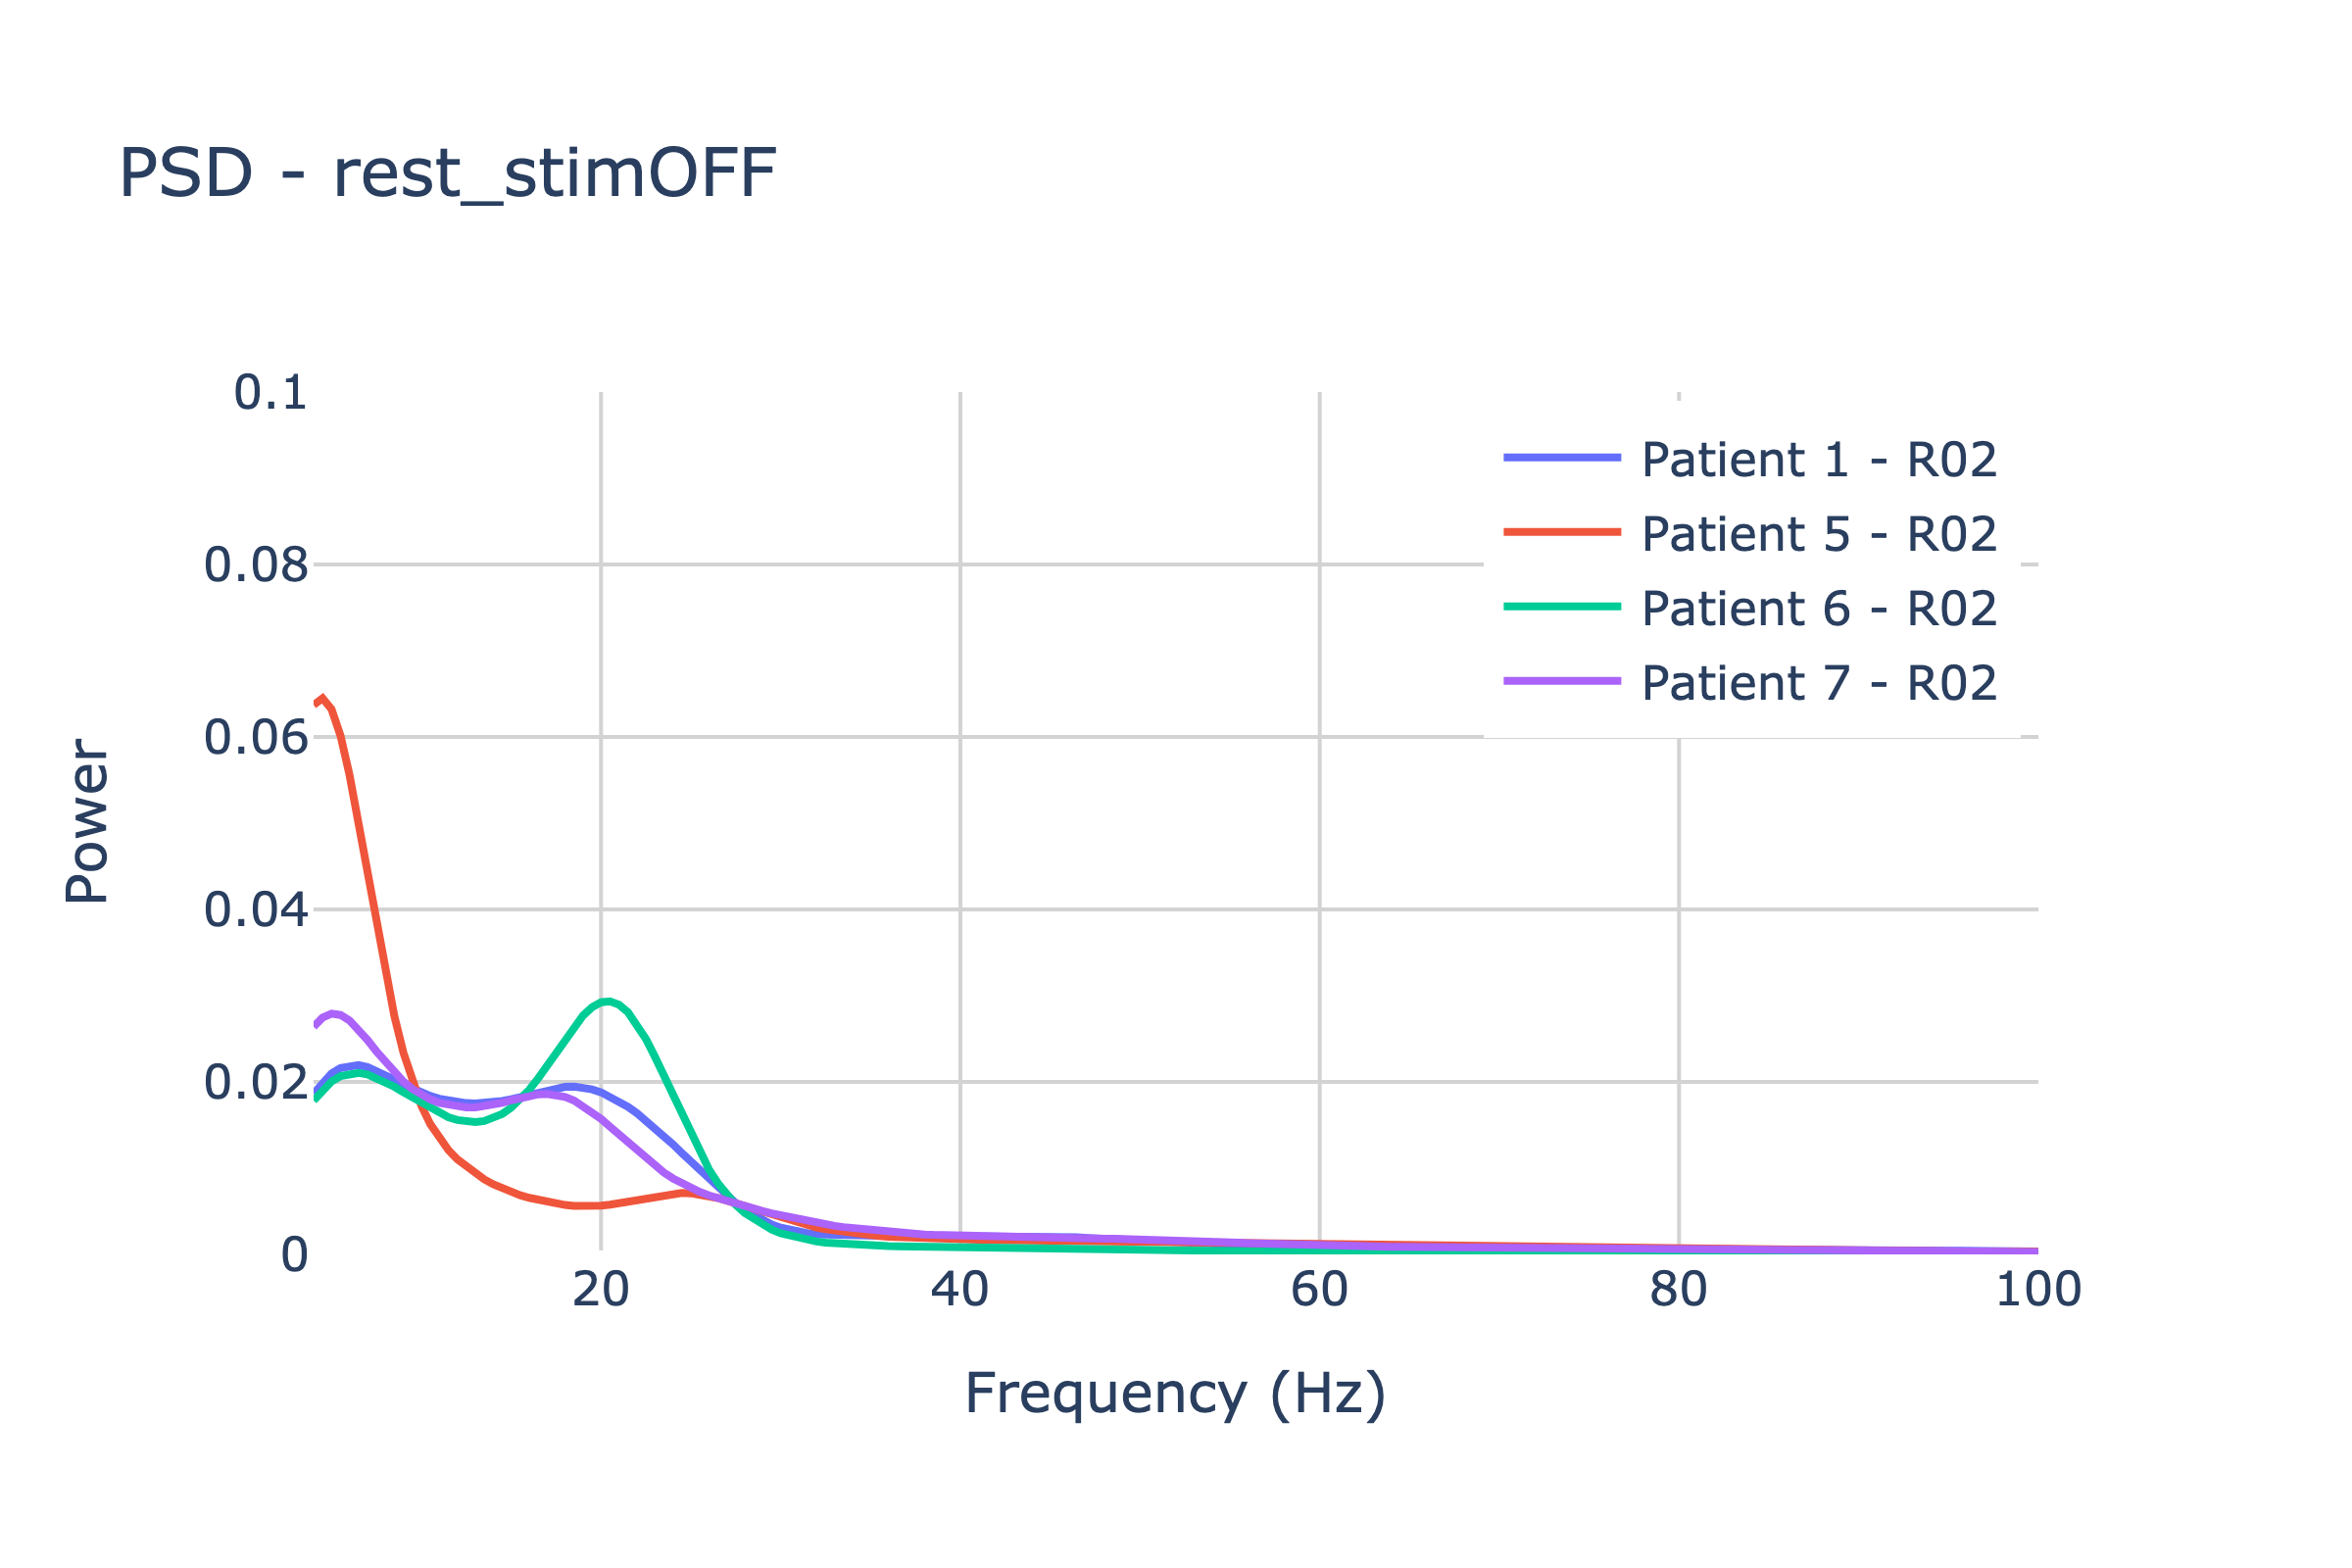 PSD - rest_stimOFF
0.1
0.08
0.06
0.04
0.02
0
Power
20 40 60 80 100
Frequency (Hz)
Patient 1 - R02
Patient 5 - R02
Patient 6 - R02
Patient 7 - R02